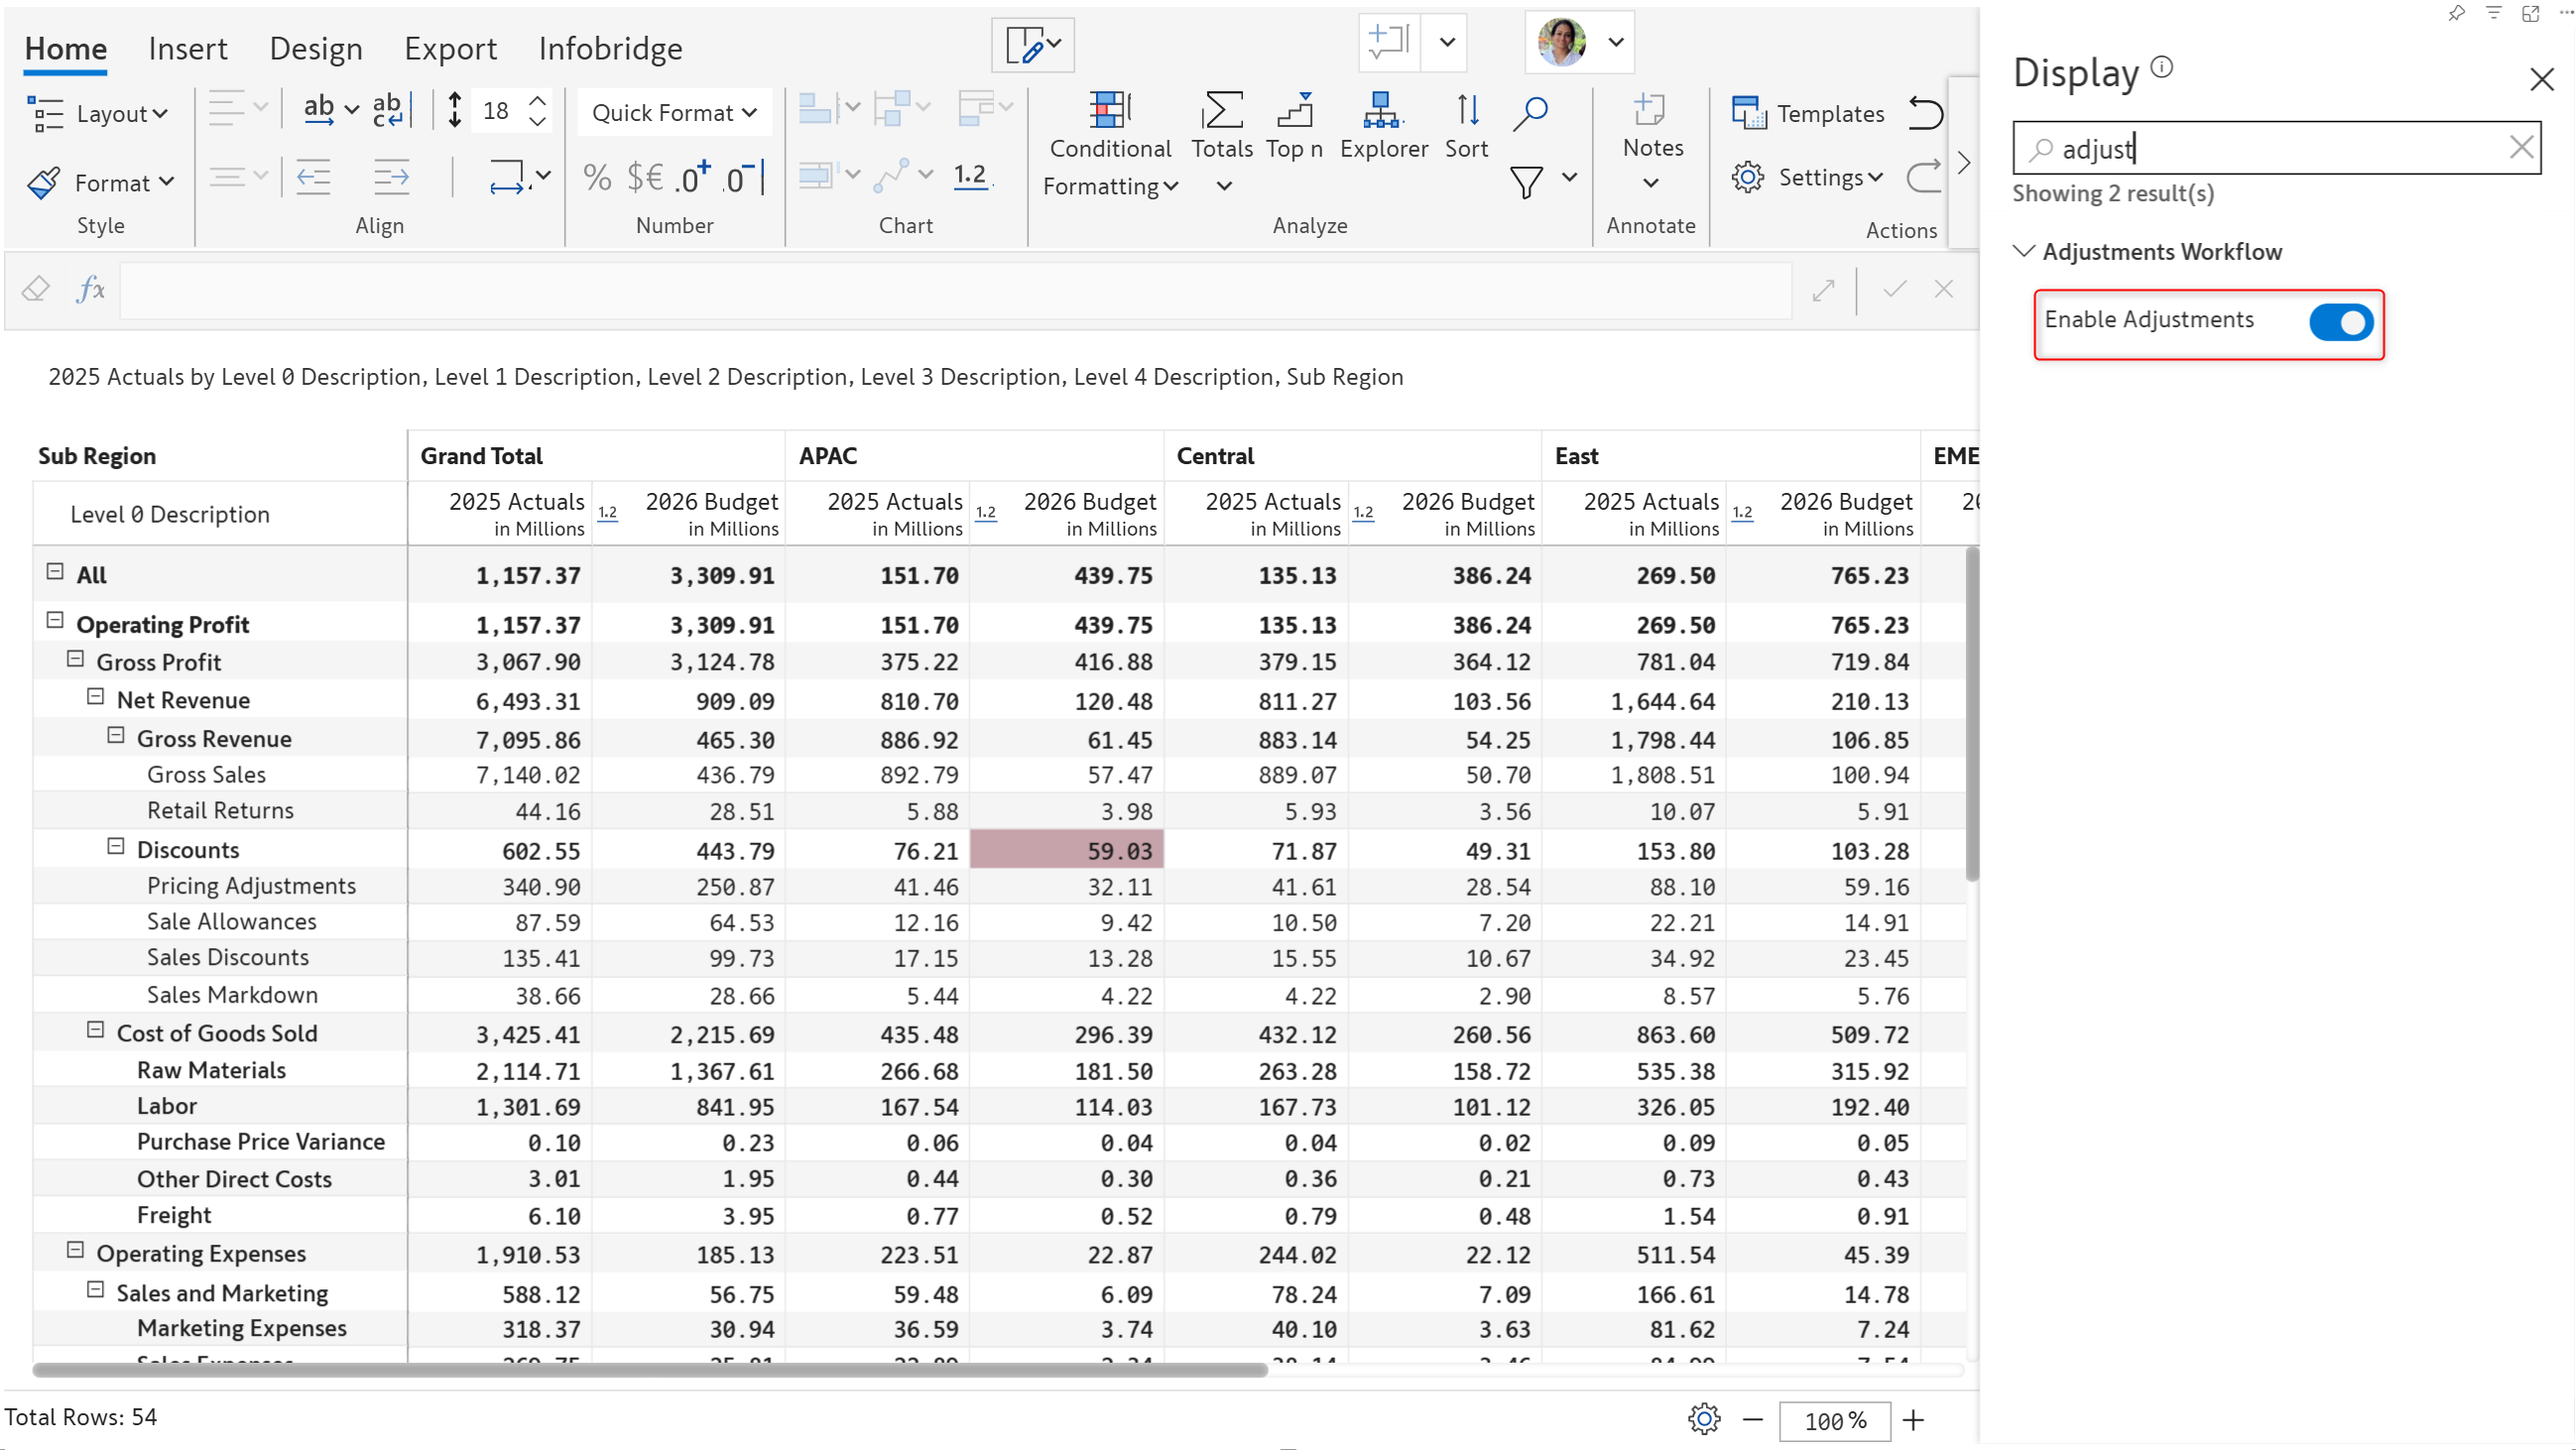 Home Insert Design Export Infobridge
Layout ab ab c 18 Quick Format Templates
Conditional Formatting Totals Top n Explorer Sort Notes
Format % $€ .0+ .0- 1.2 Settings
Style Align Number Chart Analyze Annotate Actions
fx
2025 Actuals by Level 0 Description, Level 1 Description, Level 2 Description, Level 3 Description, Level 4 Description, Sub Region
Sub Region Grand Total APAC Central East EME
Level 0 Description 2025 Actuals in Millions 1.2 2026 Budget in Millions 2025 Actuals in Millions 1.2 2026 Budget in Millions 2025 Actuals in Millions 1.2 2026 Budget in Millions 2025 Actuals in Millions 1.2 2026 Budget in Millions
All 1,157.37 3,309.91 151.70 439.75 135.13 386.24 269.50 765.23
Operating Profit 1,157.37 3,309.91 151.70 439.75 135.13 386.24 269.50 765.23
Gross Profit 3,067.90 3,124.78 375.22 416.88 379.15 364.12 781.04 719.84
Net Revenue 6,493.31 909.09 810.70 120.48 811.27 103.56 1,644.64 210.13
Gross Revenue 7,095.86 465.30 886.92 61.45 883.14 54.25 1,798.44 106.85
Gross Sales 7,140.02 436.79 892.79 57.47 889.07 50.70 1,808.51 100.94
Retail Returns 44.16 28.51 5.88 3.98 5.93 3.56 10.07 5.91
Discounts 602.55 443.79 76.21 59.03 71.87 49.31 153.80 103.28
Pricing Adjustments 340.90 250.87 41.46 32.11 41.61 28.54 88.10 59.16
Sale Allowances 87.59 64.53 12.16 9.42 10.50 7.20 22.21 14.91
Sales Discounts 135.41 99.73 17.15 13.28 15.55 10.67 34.92 23.45
Sales Markdown 38.66 28.66 5.44 4.22 4.22 2.90 8.57 5.76
Cost of Goods Sold 3,425.41 2,215.69 435.48 296.39 432.12 260.56 863.60 509.72
Raw Materials 2,114.71 1,367.61 266.68 181.50 263.28 158.72 535.38 315.92
Labor 1,301.69 841.95 167.54 114.03 167.73 101.12 326.05 192.40
Purchase Price Variance 0.10 0.23 0.06 0.04 0.04 0.02 0.09 0.05
Other Direct Costs 3.01 1.95 0.44 0.30 0.36 0.21 0.73 0.43
Freight 6.10 3.95 0.77 0.52 0.79 0.48 1.54 0.91
Operating Expenses 1,910.53 185.13 223.51 22.87 244.02 22.12 511.54 45.39
Sales and Marketing 588.12 56.75 59.48 6.09 78.24 7.09 166.61 14.78
Marketing Expenses 318.37 30.94 36.59 3.74 40.10 3.63 81.62 7.24
Total Rows: 54
100 %
Display
adjust
Showing 2 result(s)
Adjustments Workflow
Enable Adjustments